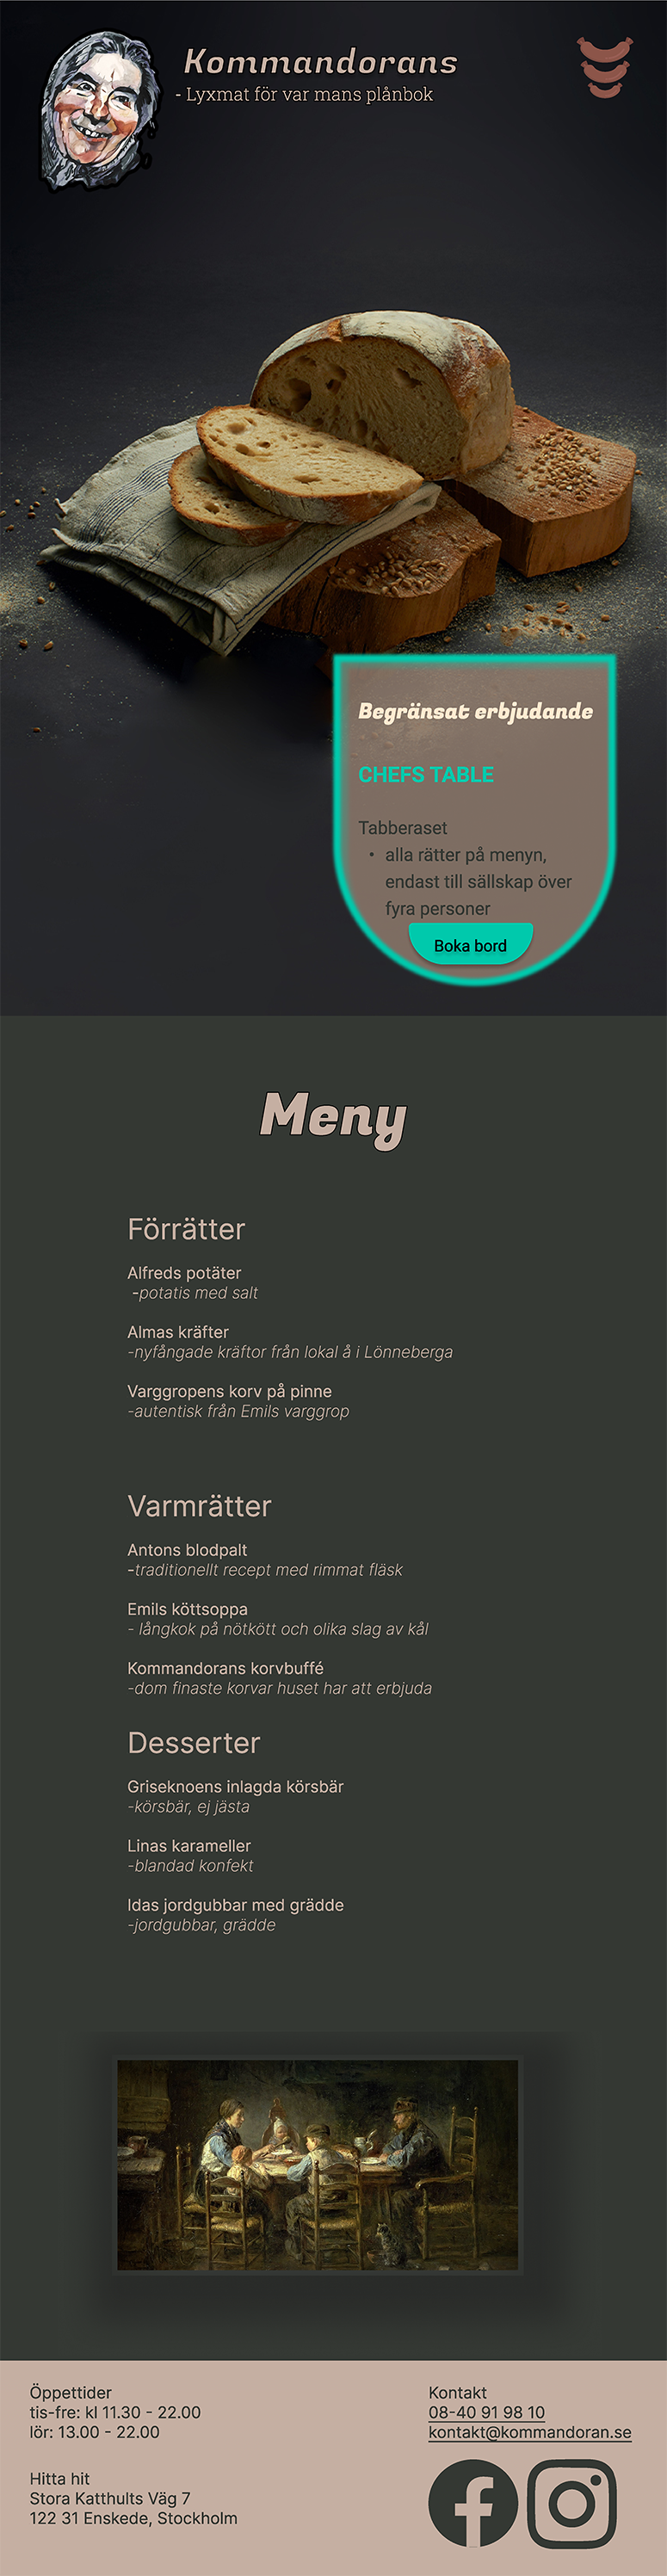 Kommandorans
- Lyxmat för var mans plånbok
Begränsat erbjudande
CHEFS TABLE
Tabberaset
• alla rätter på menyn,
endast till sällskap över
fyra personer
Boka bord
Meny
Förrätter
Alfreds potäter
-potatis med salt
Almas kräfter
-nyfångade kräftor från lokal å i Lönneberga
Varggropens korv på pinne
-autentisk från Emils varggrop
Varmrätter
Antons blodpalt
-traditionellt recept med rimmat fläsk
Emils köttsoppa
- långkok på nötkött och olika slag av kål
Kommandorans korvbuffé
-dom finaste korvar huset har att erbjuda
Desserter
Griseknoens inlagda körsbär
-körsbär, ej jästa
Linas karameller
-blandad konfekt
Idas jordgubbar med grädde
-jordgubbar, grädde
Öppettider
tis-fre: kl 11.30 - 22.00
lör: 13.00 - 22.00
Hitta hit
Stora Katthults Väg 7
122 31 Enskede, Stockholm
Kontakt
08-40 91 98 10
kontakt@kommandoran.se